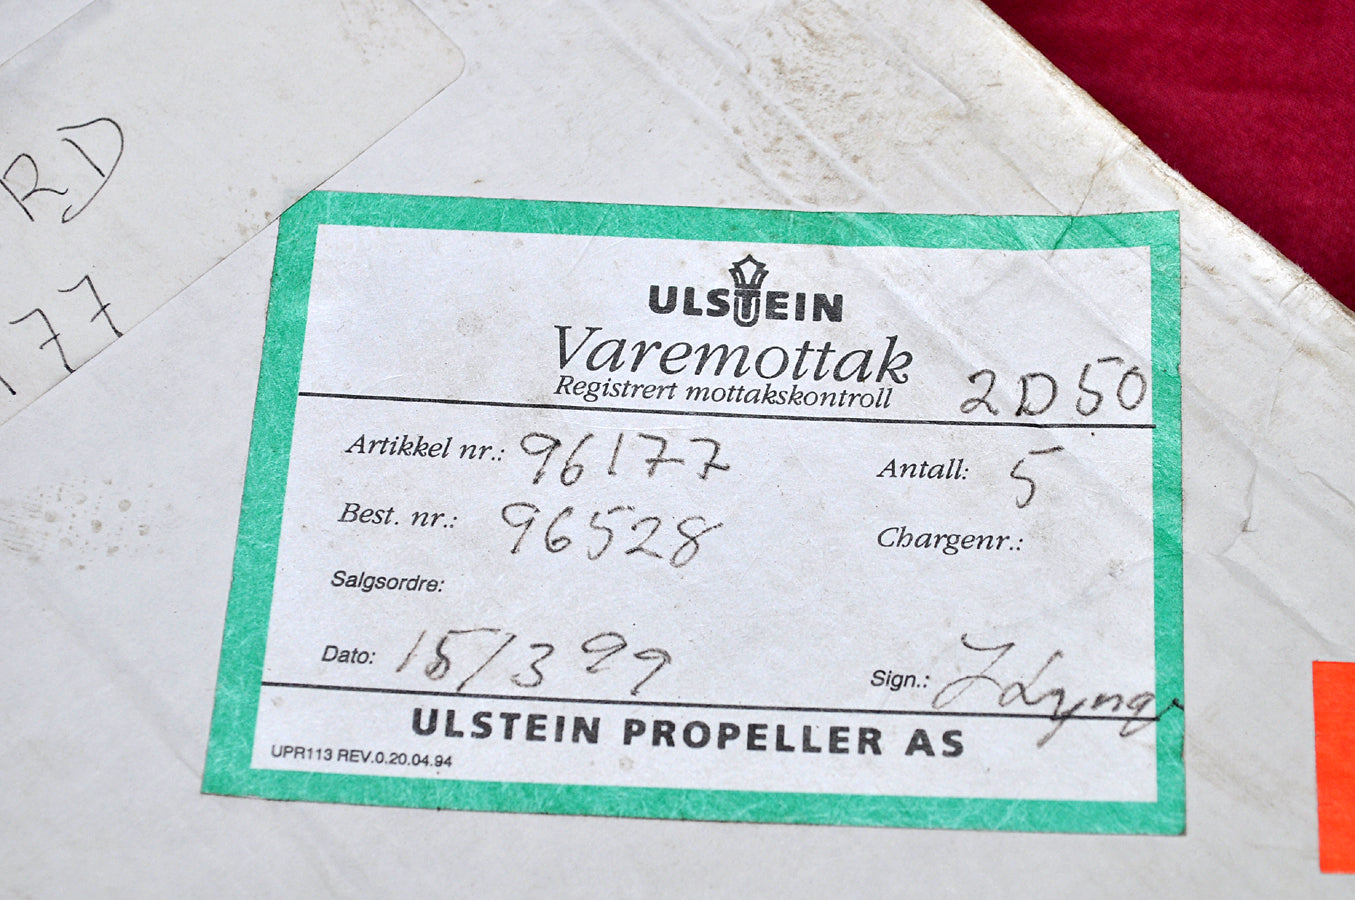 RD
177
ULSTEIN
Varemottak
Registrert mottakskontroll 2D50
Artikkel nr.: 96177 Antall: 5
Best. nr.: 96528 Chargenr.:
Salgsordre:
Dato: 15/3 99 Sign.:
ULSTEIN PROPELLER AS
UPR113 REV.0.20.04.94